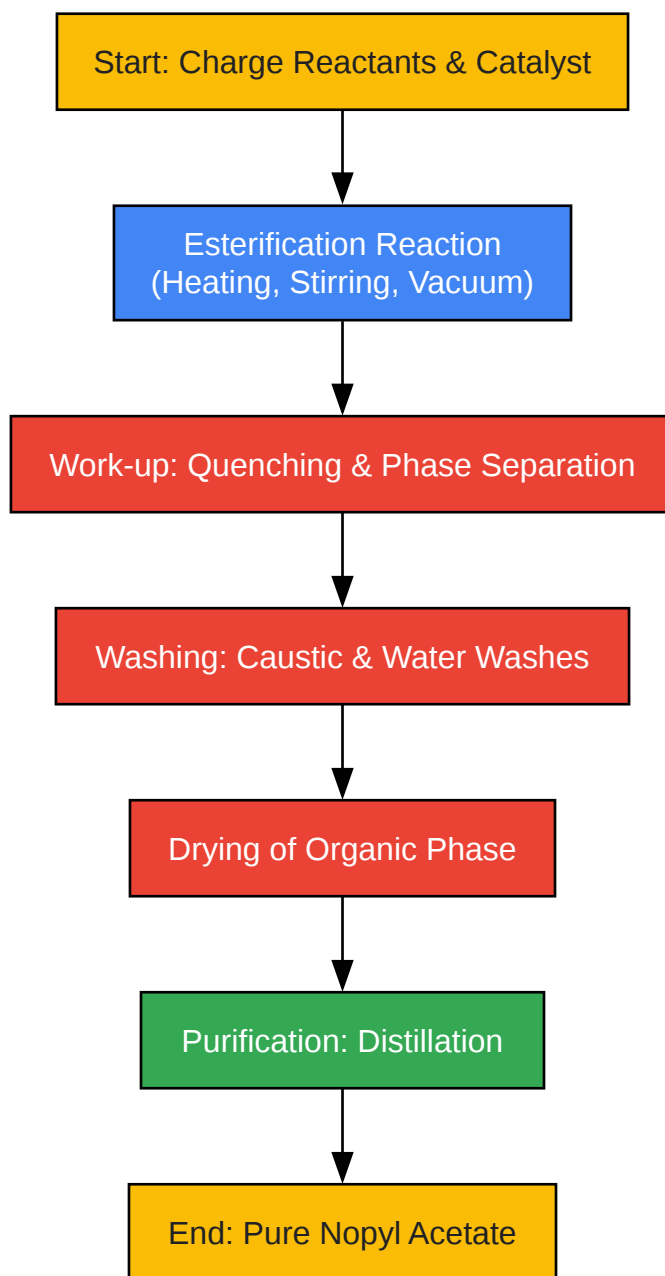 Start: Charge Reactants & Catalyst
Esterification Reaction
(Heating, Stirring, Vacuum)
Work-up: Quenching & Phase Separation
Washing: Caustic & Water Washes
Drying of Organic Phase
Purification: Distillation
End: Pure Nopyl Acetate